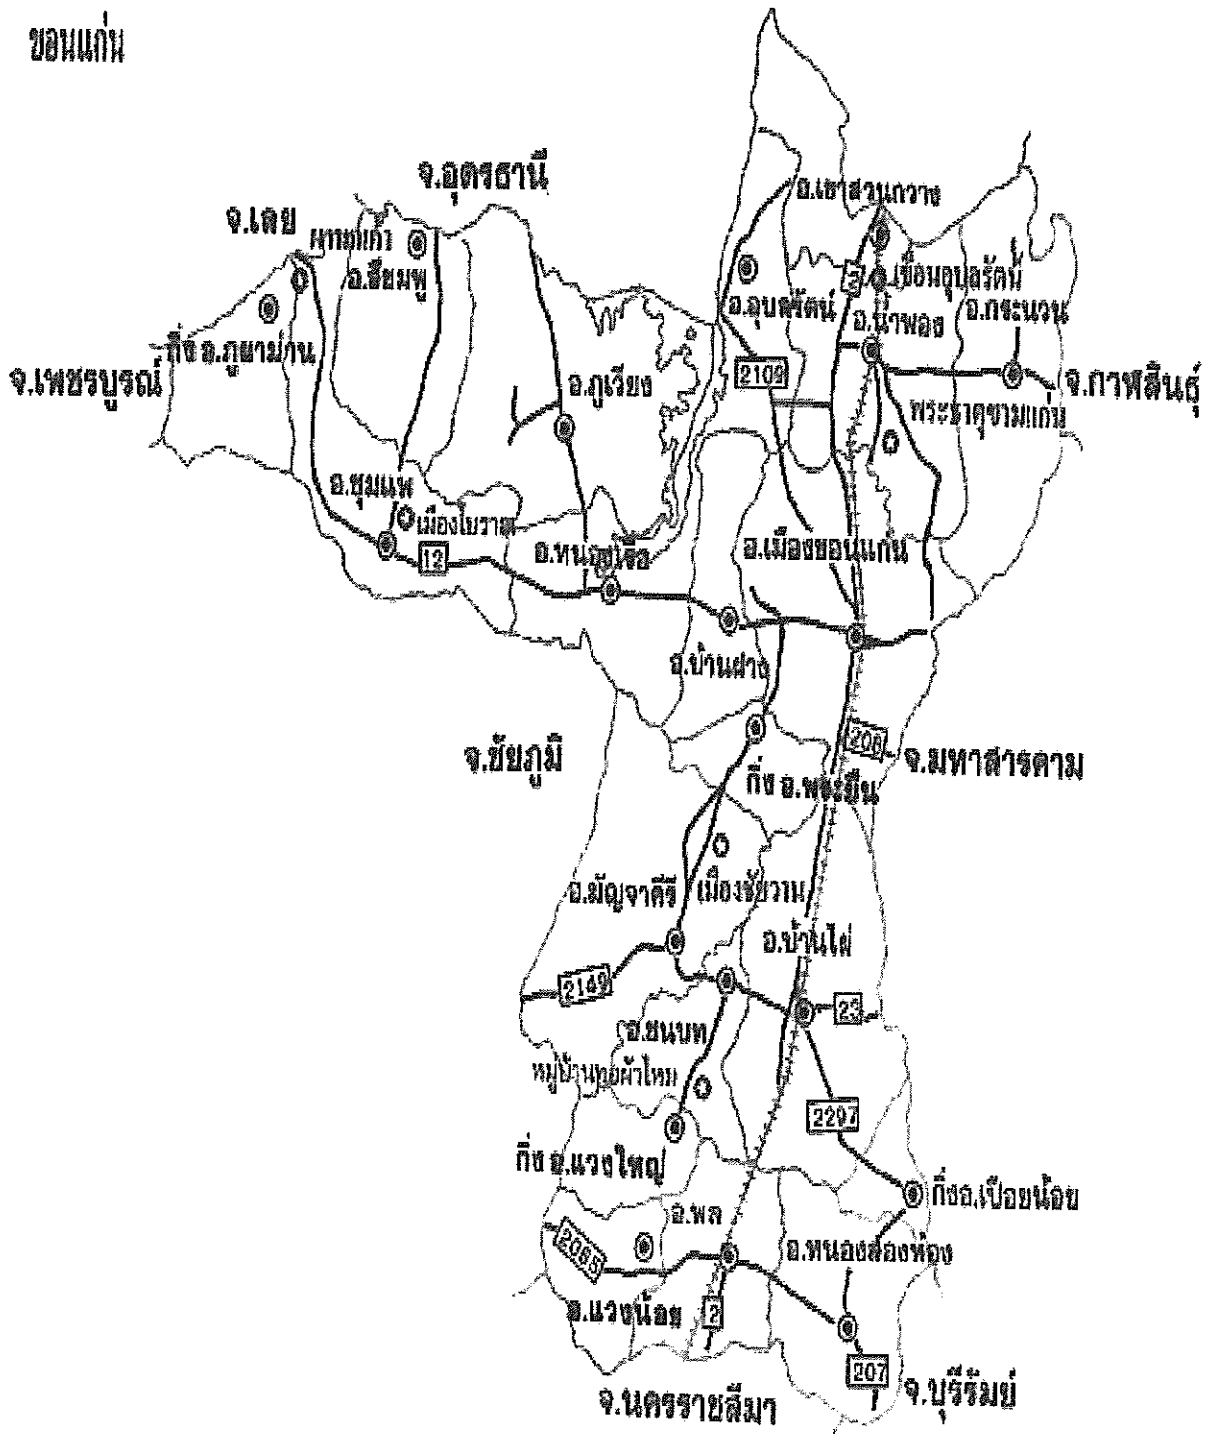 ขอนแก่น
จ.อุดรธานี
อ.เขาสวนกวาง
จ.เลย
ผานกเค้า
อ.สีชมพู
2
เขื่อนอุบลรัตน์
อ.อุบลรัตน์
อ.น้ำพอง
อ.กระนวน
กิ่ง อ.ภูผาม่าน
จ.เพชรบูรณ์
2109
อ.ภูเวียง
จ.กาฬสินธุ์
พระธาตุขามแก่น
อ.ชุมแพ
เมืองโบราณ
12
อ.หนองเรือ
อ.เมืองขอนแก่น
อ.บ้านฝาง
จ.ชัยภูมิ
208
จ.มหาสารคาม
กิ่ง อ.พระยืน
อ.มัญจาคีรี
เมืองชัยวาน
อ.บ้านไผ่
2149
23
อ.ชนบท
หมู่บ้านทอผ้าไหม
2297
กิ่ง อ.แวงใหญ่
กิ่งอ.เปือยน้อย
อ.พล
2065
อ.หนองสองห้อง
อ.แวงน้อย
2
207
จ.บุรีรัมย์
จ.นครราชสีมา